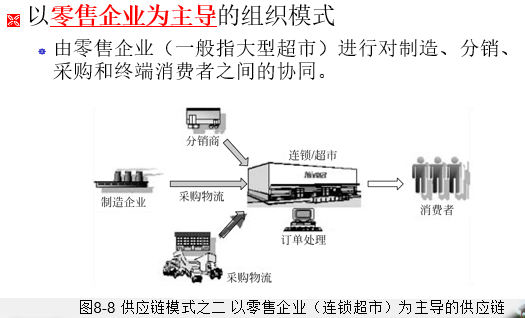 以零售企业为主导的组织模式
由零售企业（一般指大型超市）进行对制造、分销、
采购和终端消费者之间的协同。
分销商
连锁/超市
制造企业
采购物流
消费者
订单处理
采购物流
图8-8 供应链模式之二 以零售企业（连锁超市）为主导的供应链